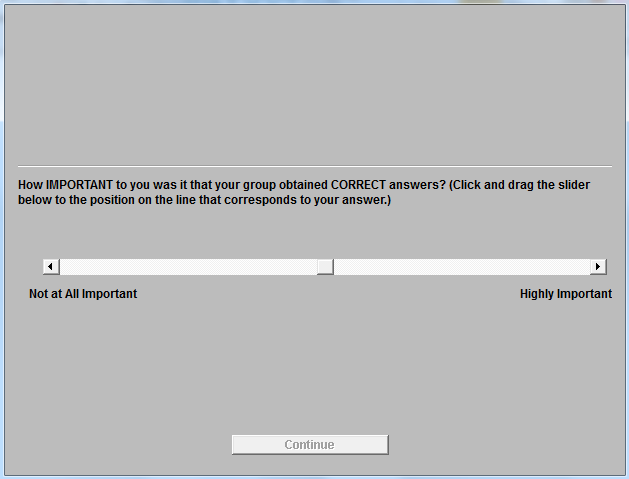 How IMPORTANT to you was it that your group obtained CORRECT answers? (Click and drag the slider
below to the position on the line that corresponds to your answer.)
Not at All Important
Highly Important
Continue